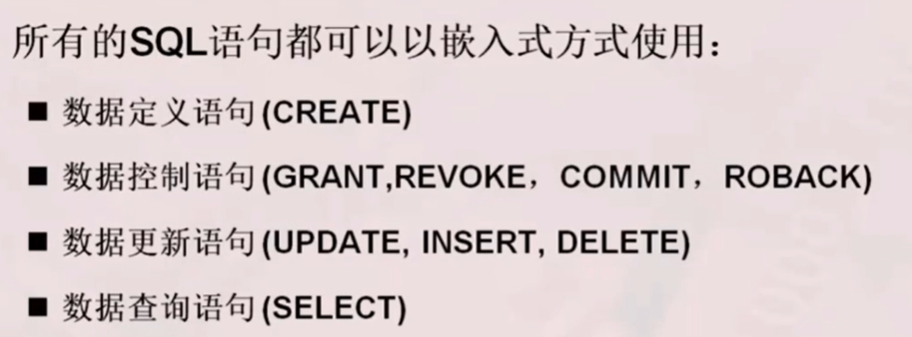 所有的SQL语句都可以以嵌入式方式使用：
■ 数据定义语句(CREATE)
■ 数据控制语句(GRANT,REVOKE，COMMIT，ROBACK)
■ 数据更新语句(UPDATE, INSERT, DELETE)
■ 数据查询语句(SELECT)